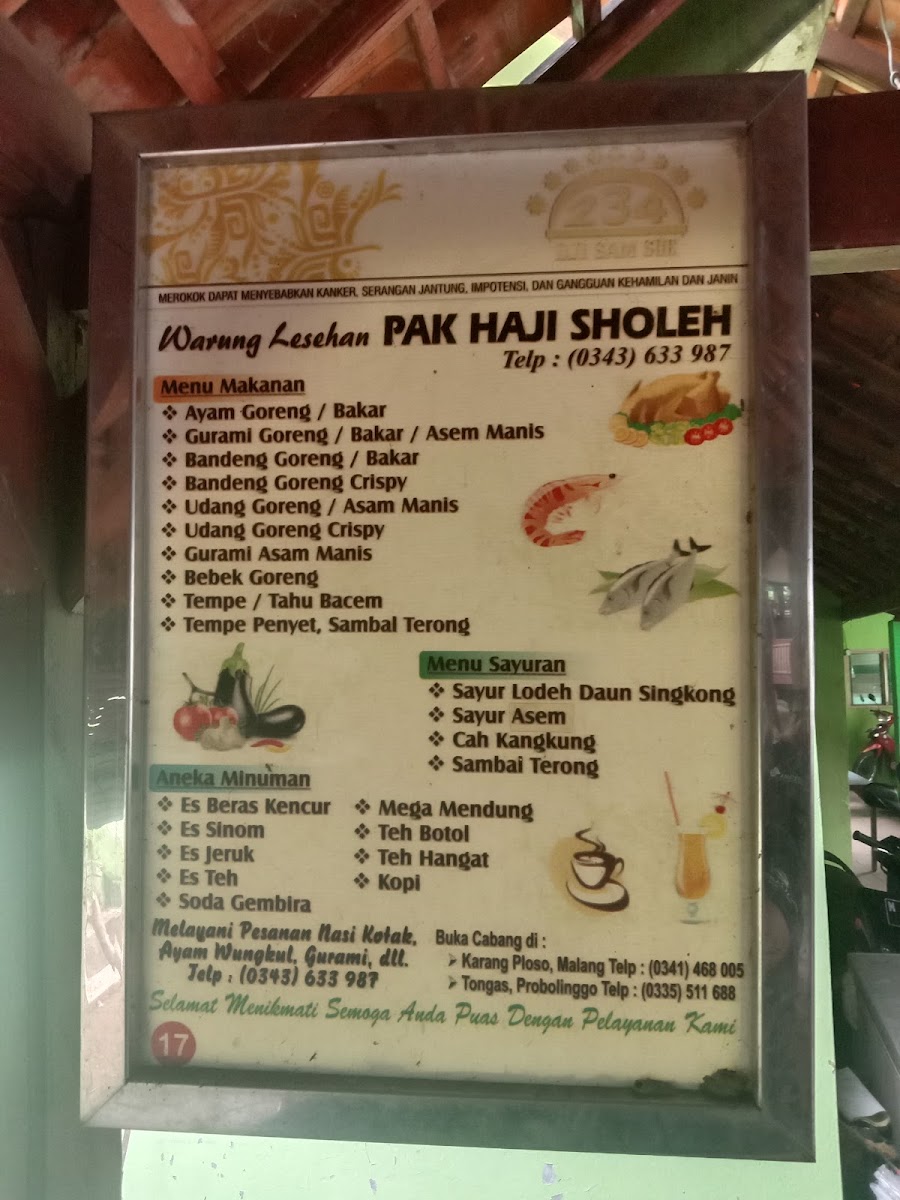 234
DJI SAM SOE
MEROKOK DAPAT MENYEBABKAN KANKER, SERANGAN JANTUNG, IMPOTENSI, DAN GANGGUAN KEHAMILAN DAN JANIN
Warung Lesehan PAK HAJI SHOLEH
Telp : (0343) 633 987
Menu Makanan
❖ Ayam Goreng / Bakar
❖ Gurami Goreng / Bakar / Asem Manis
❖ Bandeng Goreng / Bakar
❖ Bandeng Goreng Crispy
❖ Udang Goreng / Asam Manis
❖ Udang Goreng Crispy
❖ Gurami Asam Manis
❖ Bebek Goreng
❖ Tempe / Tahu Bacem
❖ Tempe Penyet, Sambal Terong
Menu Sayuran
❖ Sayur Lodeh Daun Singkong
❖ Sayur Asem
❖ Cah Kangkung
❖ Sambal Terong
Aneka Minuman
❖ Es Beras Kencur
❖ Es Sinom
❖ Es Jeruk
❖ Es Teh
❖ Soda Gembira
❖ Mega Mendung
❖ Teh Botol
❖ Teh Hangat
❖ Kopi
Melayani Pesanan Nasi Kotak,
Ayam Wungkul, Gurami, dll.
Telp : (0343) 633 987
Buka Cabang di :
➢ Karang Ploso, Malang Telp : (0341) 468 005
➢ Tongas, Probolinggo Telp : (0335) 511 688
Selamat Menikmati Semoga Anda Puas Dengan Pelayanan Kami
17